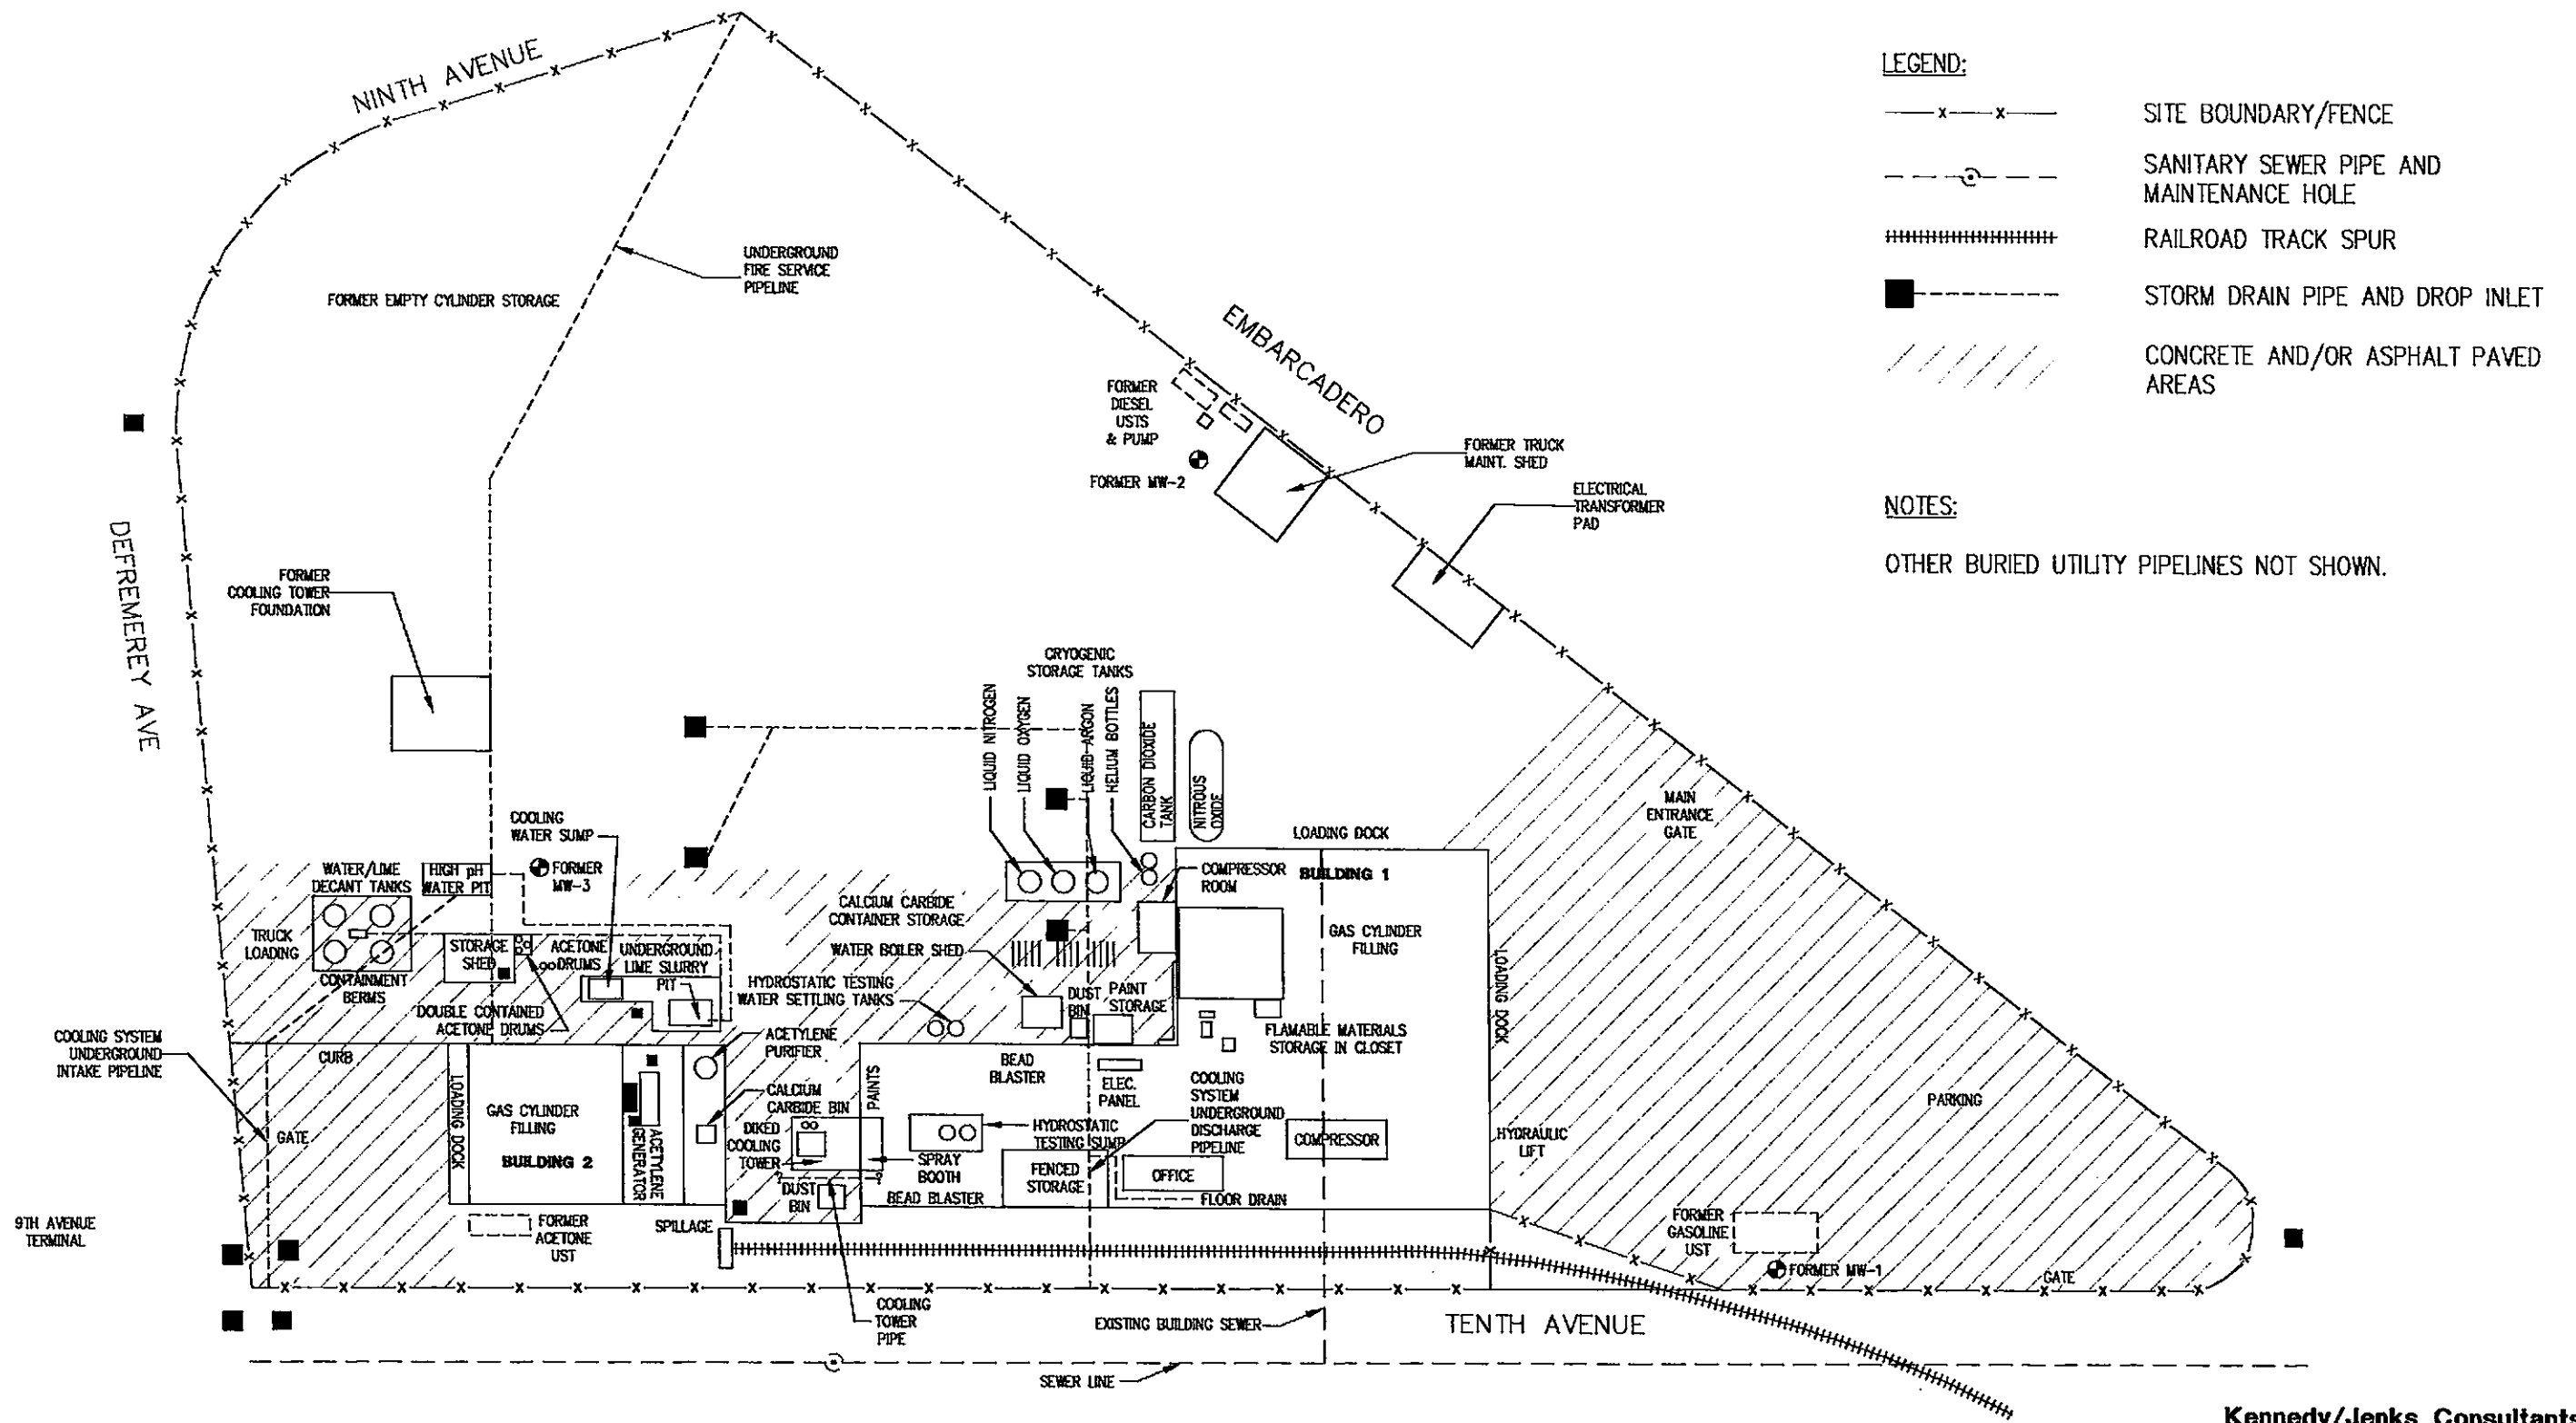 NINTH AVENUE
LEGEND:
SITE BOUNDARY/FENCE
SANITARY SEWER PIPE AND
MAINTENANCE HOLE
RAILROAD TRACK SPUR
STORM DRAIN PIPE AND DROP INLET
CONCRETE AND/OR ASPHALT PAVED
AREAS
NOTES:
OTHER BURIED UTILITY PIPELINES NOT SHOWN.
UNDERGROUND
FIRE SERVICE
PIPELINE
FORMER EMPTY CYLINDER STORAGE
EMBARCADERO
FORMER
DIESEL
USTS
& PUMP
FORMER MW-2
FORMER TRUCK
MAINT. SHED
ELECTRICAL
TRANSFORMER
PAD
DEFREMEREY AVE
FORMER
COOLING TOWER
FOUNDATION
CRYOGENIC
STORAGE TANKS
LIQUID NITROGEN
LIQUID OXYGEN
LIQUID ARGON
HELIUM BOTTLES
CARBON DIOXIDE
TANK
NITROUS
OXIDE
MAIN
ENTRANCE
GATE
LOADING DOCK
COOLING
WATER SUMP
WATER/LIME
DECANT TANKS
HIGH pH
WATER PIT
FORMER
MW-3
COMPRESSOR
ROOM
BUILDING 1
CALCIUM CARBIDE
CONTAINER STORAGE
GAS CYLINDER
FILLING
TRUCK
LOADING
STORAGE
SHED
ACETONE
DRUMS
UNDERGROUND
LIME SLURRY
PIT
WATER BOILER SHED
LOADING DOCK
CONTAINMENT
BERMS
HYDROSTATIC TESTING
WATER SETTLING TANKS
DUST
BIN
PAINT
STORAGE
DOUBLE CONTAINED
ACETONE DRUMS
FLAMABLE MATERIALS
STORAGE IN CLOSET
COOLING SYSTEM
UNDERGROUND
INTAKE PIPELINE
CURB
ACETYLENE
PURIFIER
BEAD
BLASTER
ELEC.
PANEL
COOLING
SYSTEM
UNDERGROUND
DISCHARGE
PIPELINE
PARKING
LOADING DOCK
GAS CYLINDER
FILLING
BUILDING 2
ACETYLENE
GENERATOR
CALCIUM
CARBIDE BIN
PAINTS
GATE
DIKED
COOLING
TOWER
HYDROSTATIC
TESTING SUMP
COMPRESSOR
HYDRAULIC
LIFT
SPRAY
BOOTH
FENCED
STORAGE
OFFICE
DUST
BIN
BEAD BLASTER
FLOOR DRAIN
9TH AVENUE
TERMINAL
FORMER
ACETONE
UST
SPILLAGE
FORMER
GASOLINE
UST
FORMER MW-1
GATE
COOLING
TOWER
PIPE
EXISTING BUILDING SEWER
TENTH AVENUE
SEWER LINE
Kennedy/Jenks Consultants